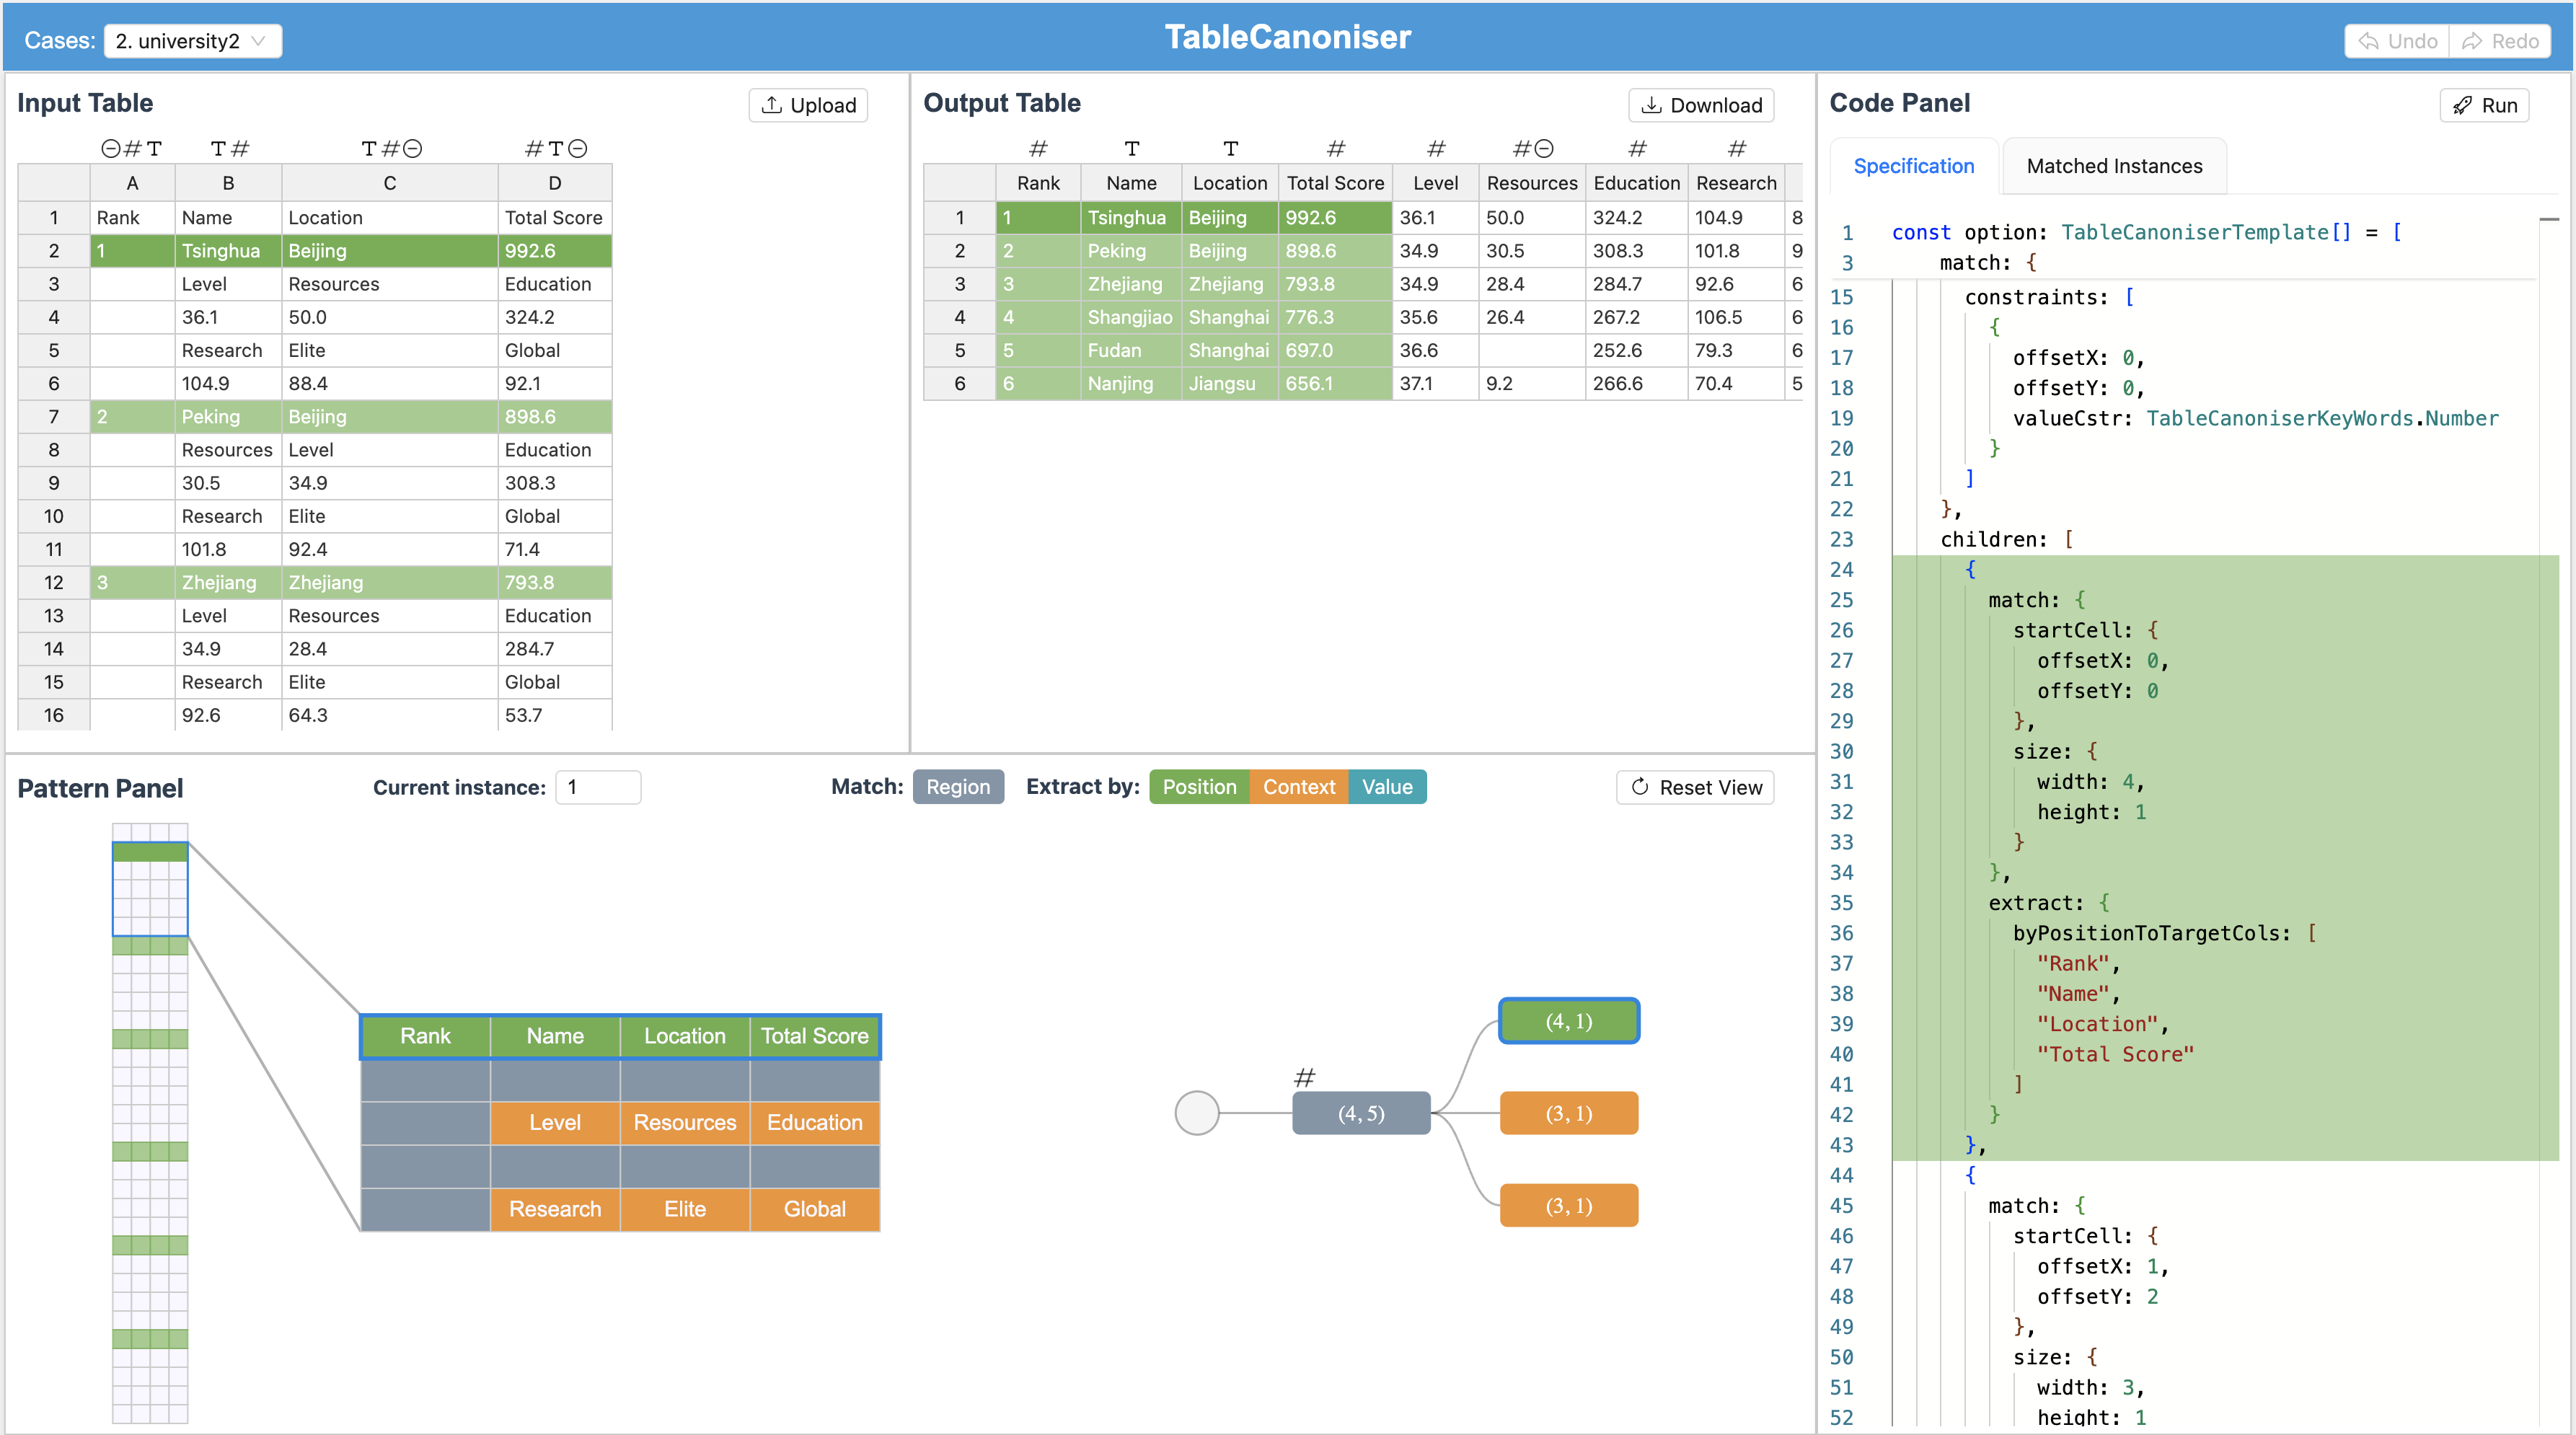 Cases: 2. university2
TableCanoniser
Undo Redo
Input Table
Upload
# T T # T # # T
A B C D
1 Rank Name Location Total Score
2 1 Tsinghua Beijing 992.6
3 Level Resources Education
4 36.1 50.0 324.2
5 Research Elite Global
6 104.9 88.4 92.1
7 2 Peking Beijing 898.6
8 Resources Level Education
9 30.5 34.9 308.3
10 Research Elite Global
11 101.8 92.4 71.4
12 3 Zhejiang Zhejiang 793.8
13 Level Resources Education
14 34.9 28.4 284.7
15 Research Elite Global
16 92.6 64.3 53.7
Output Table
Download
# T T # # # # #
Rank Name Location Total Score Level Resources Education Research
1 1 Tsinghua Beijing 992.6 36.1 50.0 324.2 104.9 8
2 2 Peking Beijing 898.6 34.9 30.5 308.3 101.8 9
3 3 Zhejiang Zhejiang 793.8 34.9 28.4 284.7 92.6 6
4 4 Shangjiao Shanghai 776.3 35.6 26.4 267.2 106.5 6
5 5 Fudan Shanghai 697.0 36.6 252.6 79.3 6
6 6 Nanjing Jiangsu 656.1 37.1 9.2 266.6 70.4 5
Pattern Panel
Current instance: 1
Match: Region
Extract by: Position Context Value
Reset View
Rank Name Location Total Score
Level Resources Education
Research Elite Global
#
(4, 5)
(4, 1)
(3, 1)
(3, 1)
Code Panel
Run
Specification
Matched Instances
1 const option: TableCanoniserTemplate[] = [
3 match: {
15 constraints: [
16 {
17 offsetX: 0,
18 offsetY: 0,
19 valueCstr: TableCanoniserKeyWords.Number
20 }
21 ]
22 },
23 children: [
24 {
25 match: {
26 startCell: {
27 offsetX: 0,
28 offsetY: 0
29 },
30 size: {
31 width: 4,
32 height: 1
33 }
34 },
35 extract: {
36 byPositionToTargetCols: [
37 "Rank",
38 "Name",
39 "Location",
40 "Total Score"
41 ]
42 }
43 },
44 {
45 match: {
46 startCell: {
47 offsetX: 1,
48 offsetY: 2
49 },
50 size: {
51 width: 3,
52 height: 1